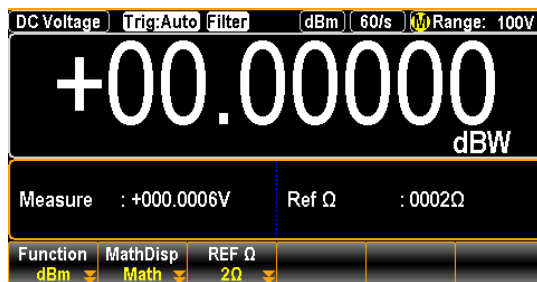 DC Voltage Trig:Auto Filter dBm 60/s M Range: 100V
+00.00000
dBW
Measure : +000.0006V Ref Ω : 0002Ω
Function MathDisp REF Ω
dBm Math 2Ω